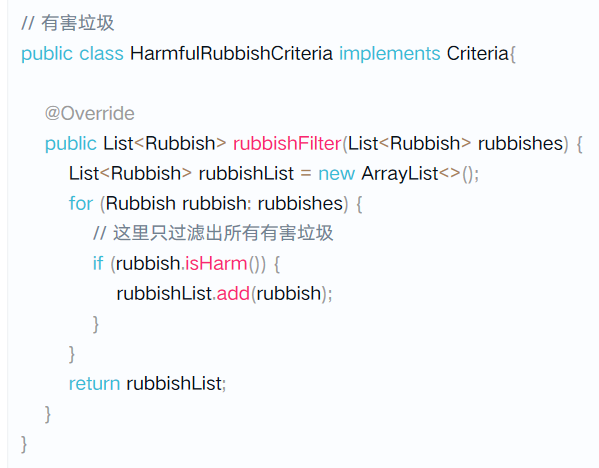 // 有害垃圾
public class HarmfulRubbishCriteria implements Criteria{
@Override
public List<Rubbish> rubbishFilter(List<Rubbish> rubbishes) {
List<Rubbish> rubbishList = new ArrayList<>();
for (Rubbish rubbish: rubbishes) {
// 这里只过滤出所有有害垃圾
if (rubbish.isHarm()) {
rubbishList.add(rubbish);
}
}
return rubbishList;
}
}